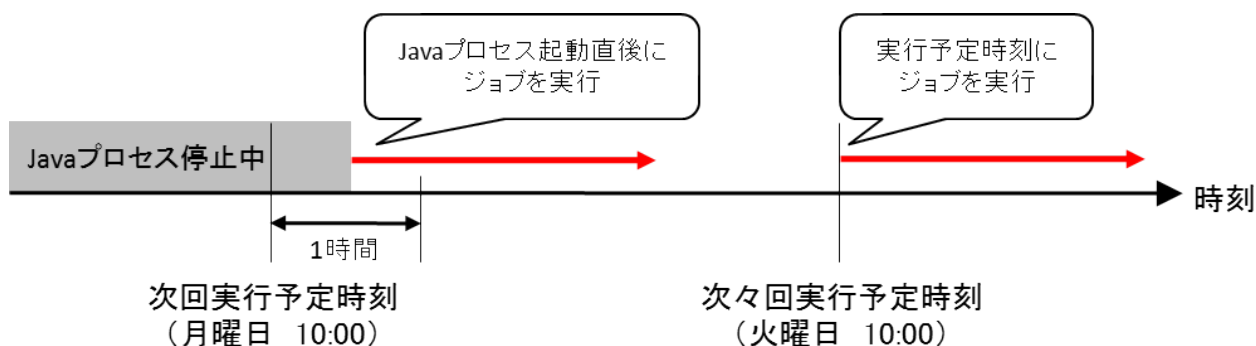 Javaプロセス起動直後に
ジョブを実行
実行予定時刻に
ジョブを実行
Javaプロセス停止中
時刻
1時間
次回実行予定時刻
（月曜日 10:00）
次々回実行予定時刻
（火曜日 10:00）